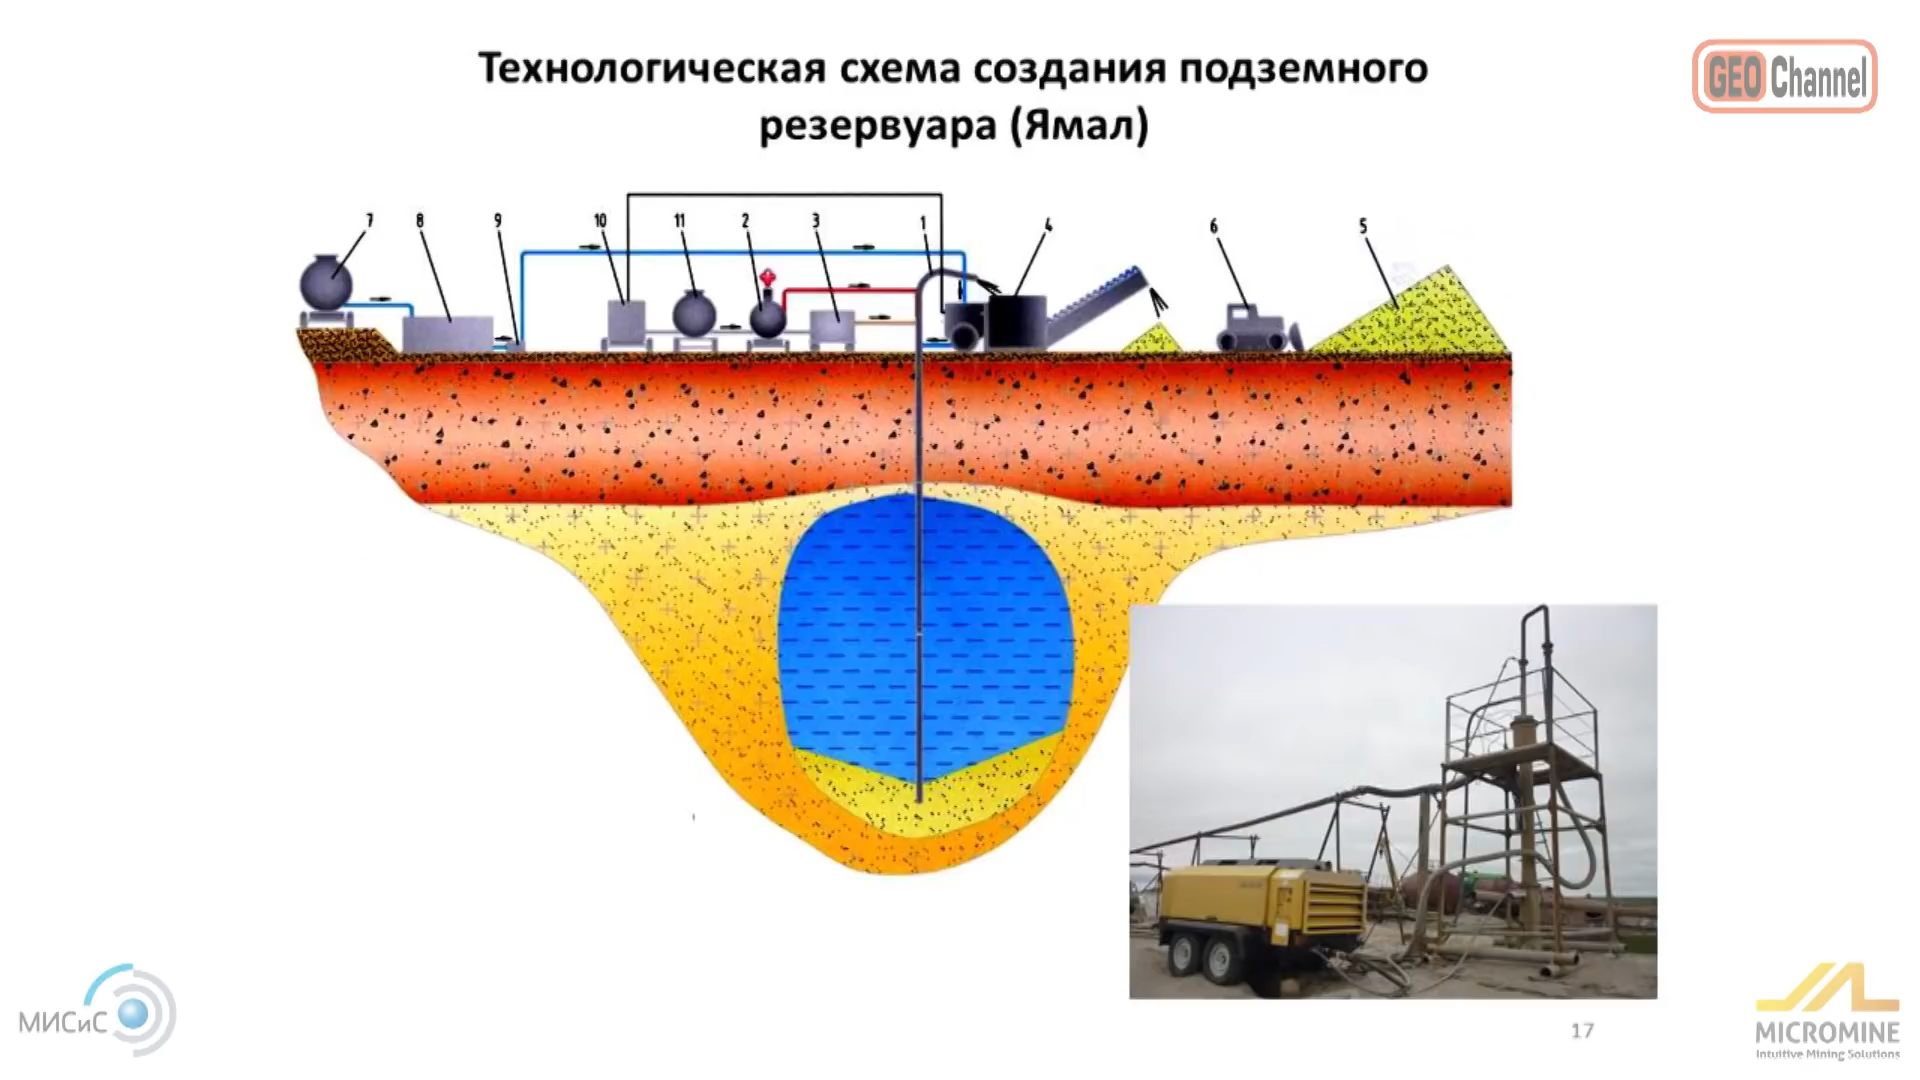 Технологическая схема создания подземного
резервуара (Ямал)
GEO Channel
7 8 9 10 11 2 3 1 4 6 5
МИСиС
17
MICROMINE
Intuitive Mining Solutions